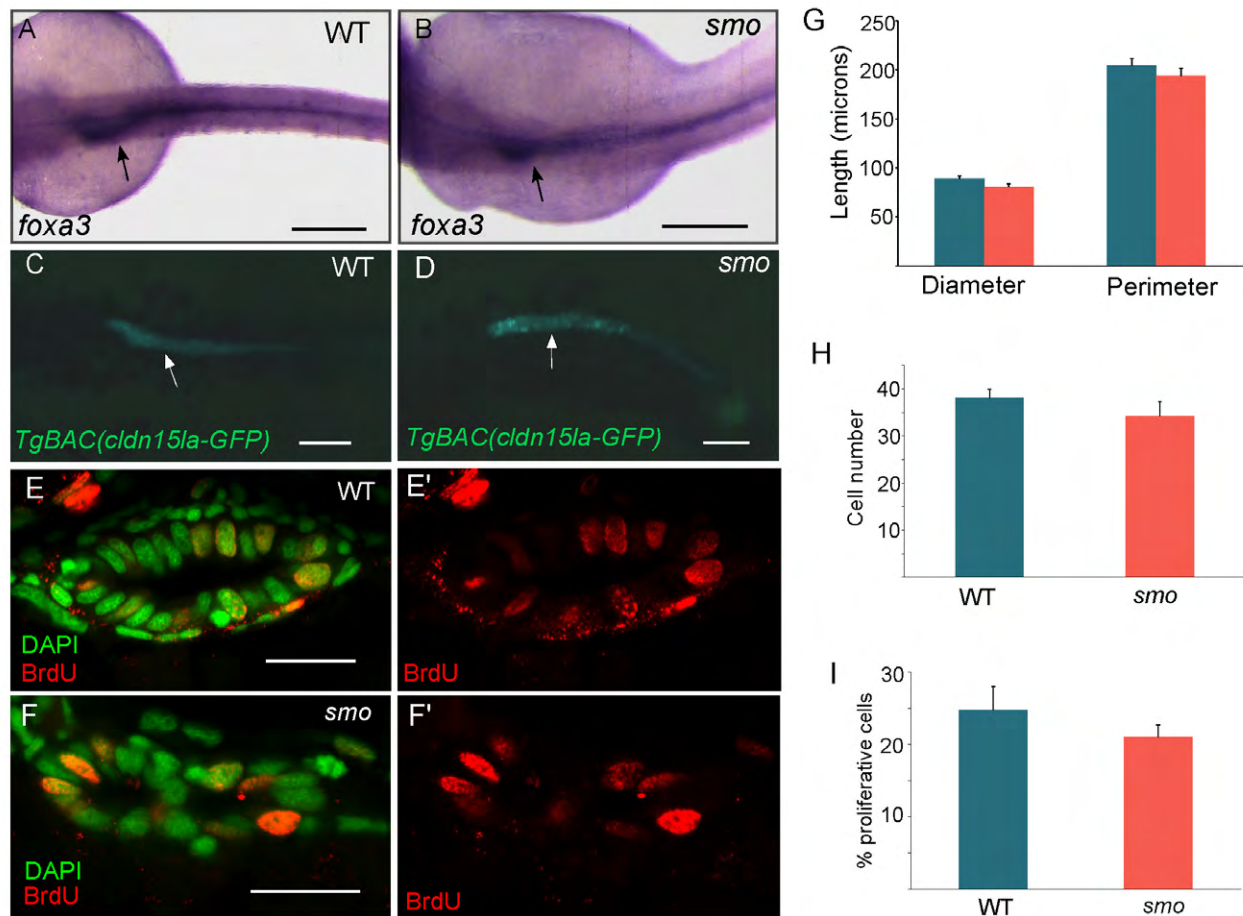 A
WT
foxa3
B
smo
foxa3
C
WT
TgBAC(cldn15la-GFP)
D
smo
TgBAC(cldn15la-GFP)
E
WT
DAPI
BrdU
E'
BrdU
F
smo
DAPI
BrdU
F'
BrdU
G
Length (microns)
250
200
150
100
50
Diameter
Perimeter
H
Cell number
40
30
30
10
WT
smo
I
% proliferative cells
30
20
10
WT
smo